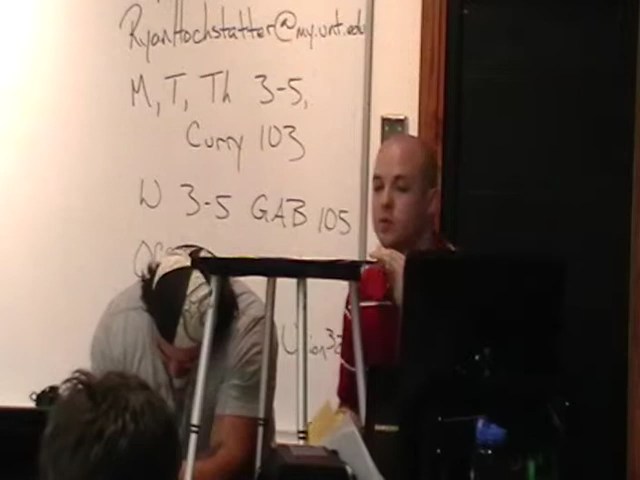 RyanHochstatter@my.unt.edu
M, T, Th 3-5,
Curry 103
W 3-5 GAB 105